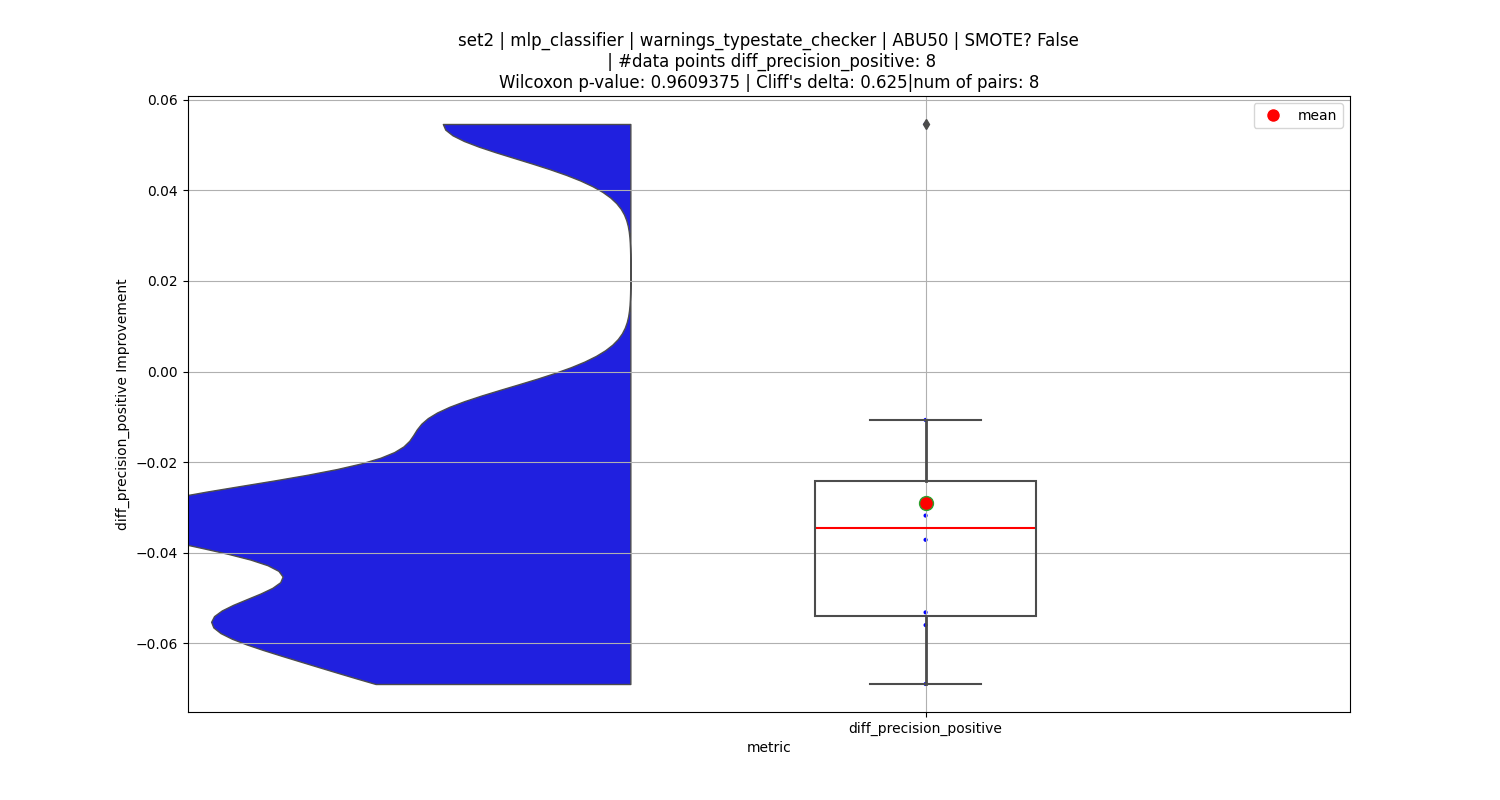 set2 | mlp_classifier | warnings_typestate_checker | ABU50 | SMOTE? False
| #data points diff_precision_positive: 8
Wilcoxon p-value: 0.9609375 | Cliff's delta: 0.625|num of pairs: 8
mean
0.06
0.04
0.02
0.00
−0.02
−0.04
−0.06
diff_precision_positive Improvement
diff_precision_positive
metric